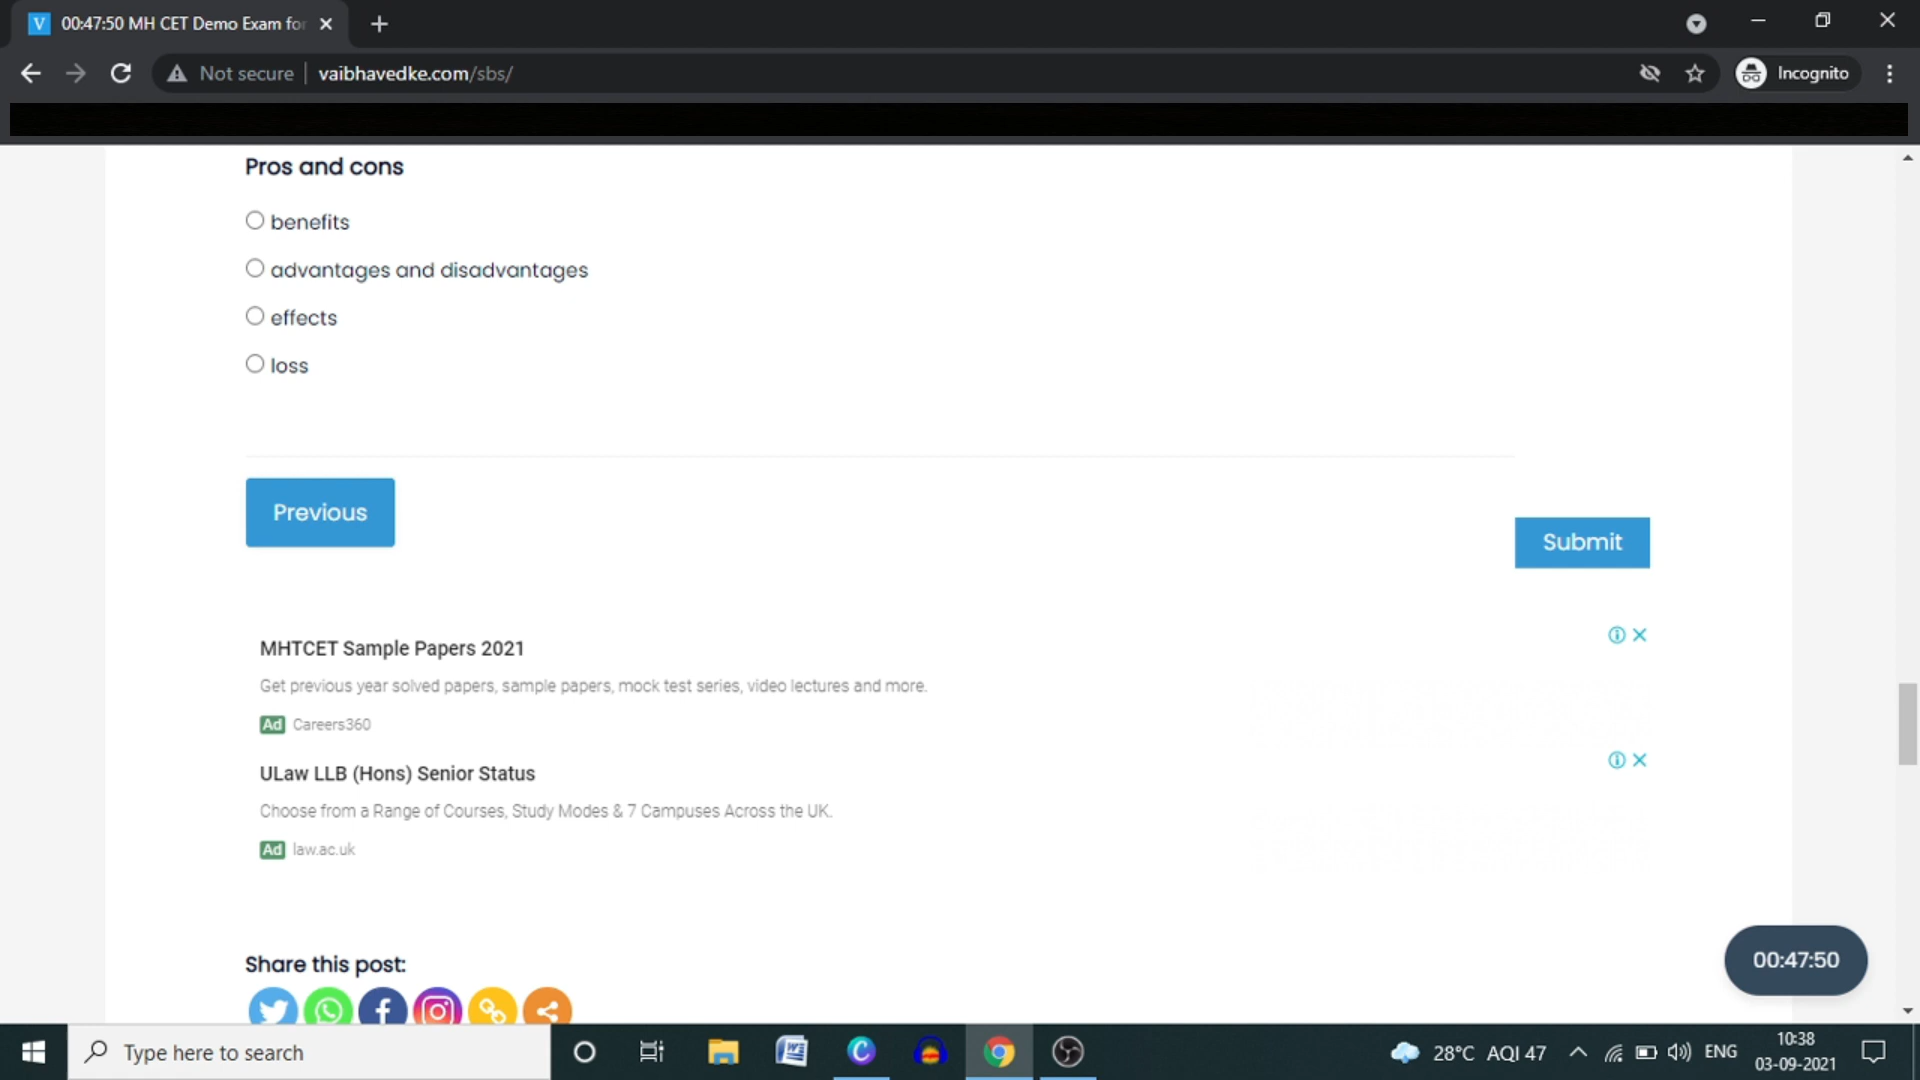 V 00:47:50 MH CET Demo Exam for
Not secure vaibhavedke.com/sbs/
Incognito
Pros and cons
benefits
advantages and disadvantages
effects
loss
Previous
Submit
MHTCET Sample Papers 2021
Get previous year solved papers, sample papers, mock test series, video lectures and more.
Ad Careers360
ULaw LLB (Hons) Senior Status
Choose from a Range of Courses, Study Modes & 7 Campuses Across the UK.
Ad law.ac.uk
00:47:50
Share this post:
Type here to search
28°C AQI 47
ENG
10:38
03-09-2021